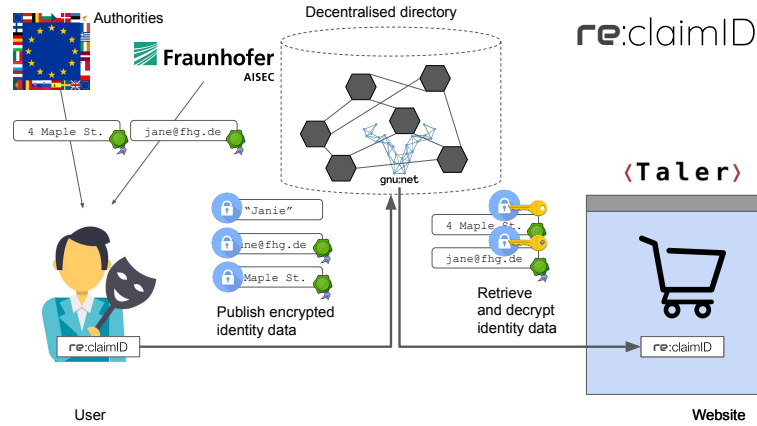 Authorities
Decentralised directory
re:claimID
Fraunhofer
AISEC
4 Maple St.
jane@fhg.de
gnu:net
⟨Taler⟩
"Janie"
ne@fhg.de
Maple St.
4 Maple St.
jane@fhg.de
Publish encrypted
identity data
Retrieve
and decrypt
identity data
re:claimID
re:claimID
User
Website